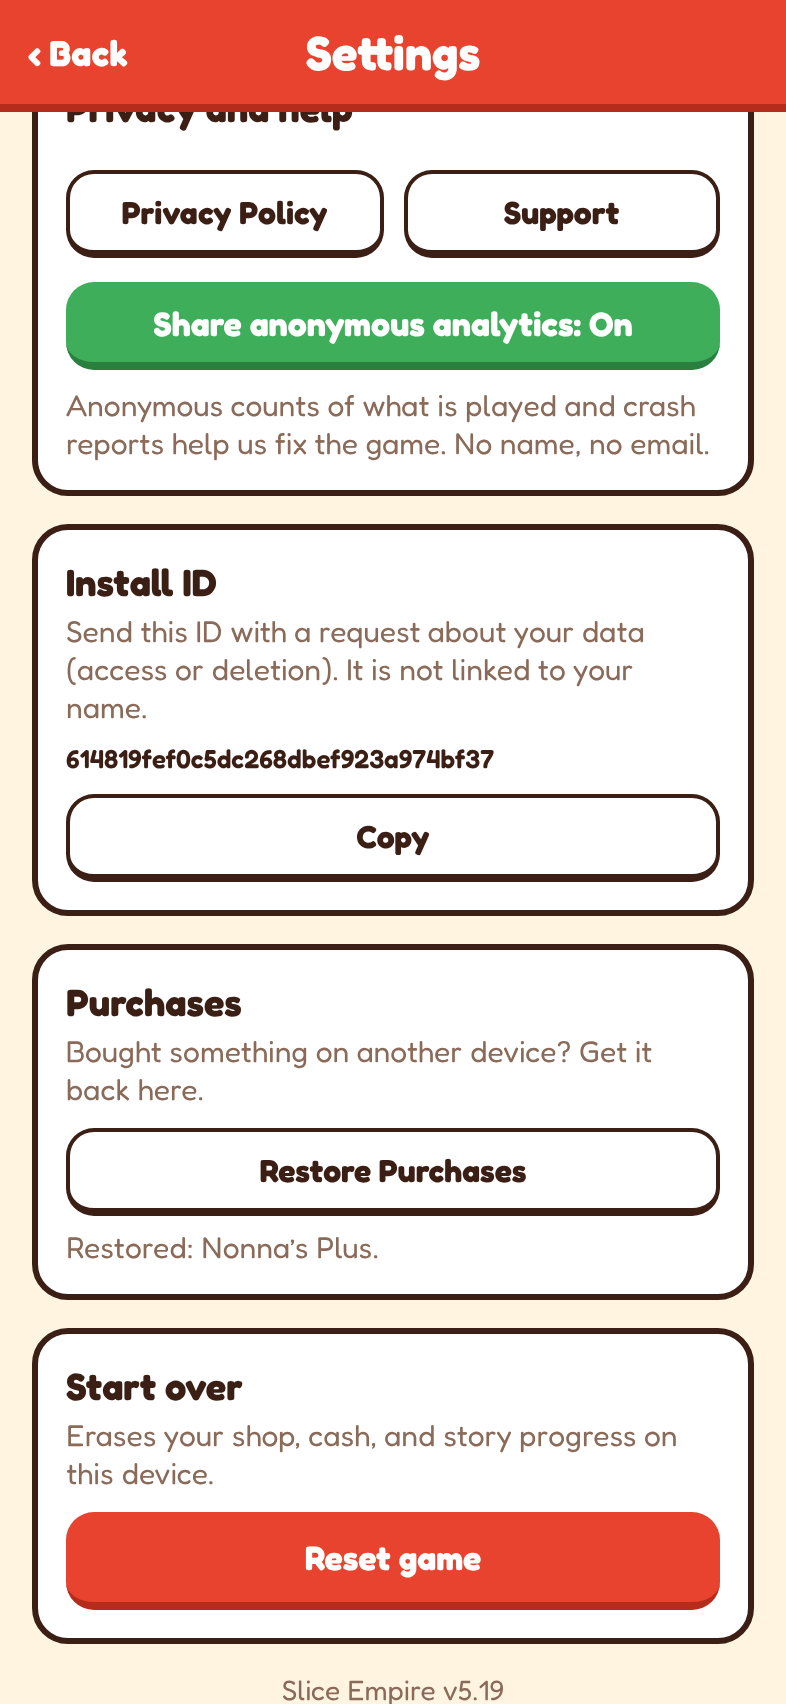 ‹ Back
Settings
Privacy and help
Privacy Policy
Support
Share anonymous analytics: On
Anonymous counts of what is played and crash
reports help us fix the game. No name, no email.
Install ID
Send this ID with a request about your data
(access or deletion). It is not linked to your
name.
614819fef0c5dc268dbef923a974bf37
Copy
Purchases
Bought something on another device? Get it
back here.
Restore Purchases
Restored: Nonna’s Plus.
Start over
Erases your shop, cash, and story progress on
this device.
Reset game
Slice Empire v5.19